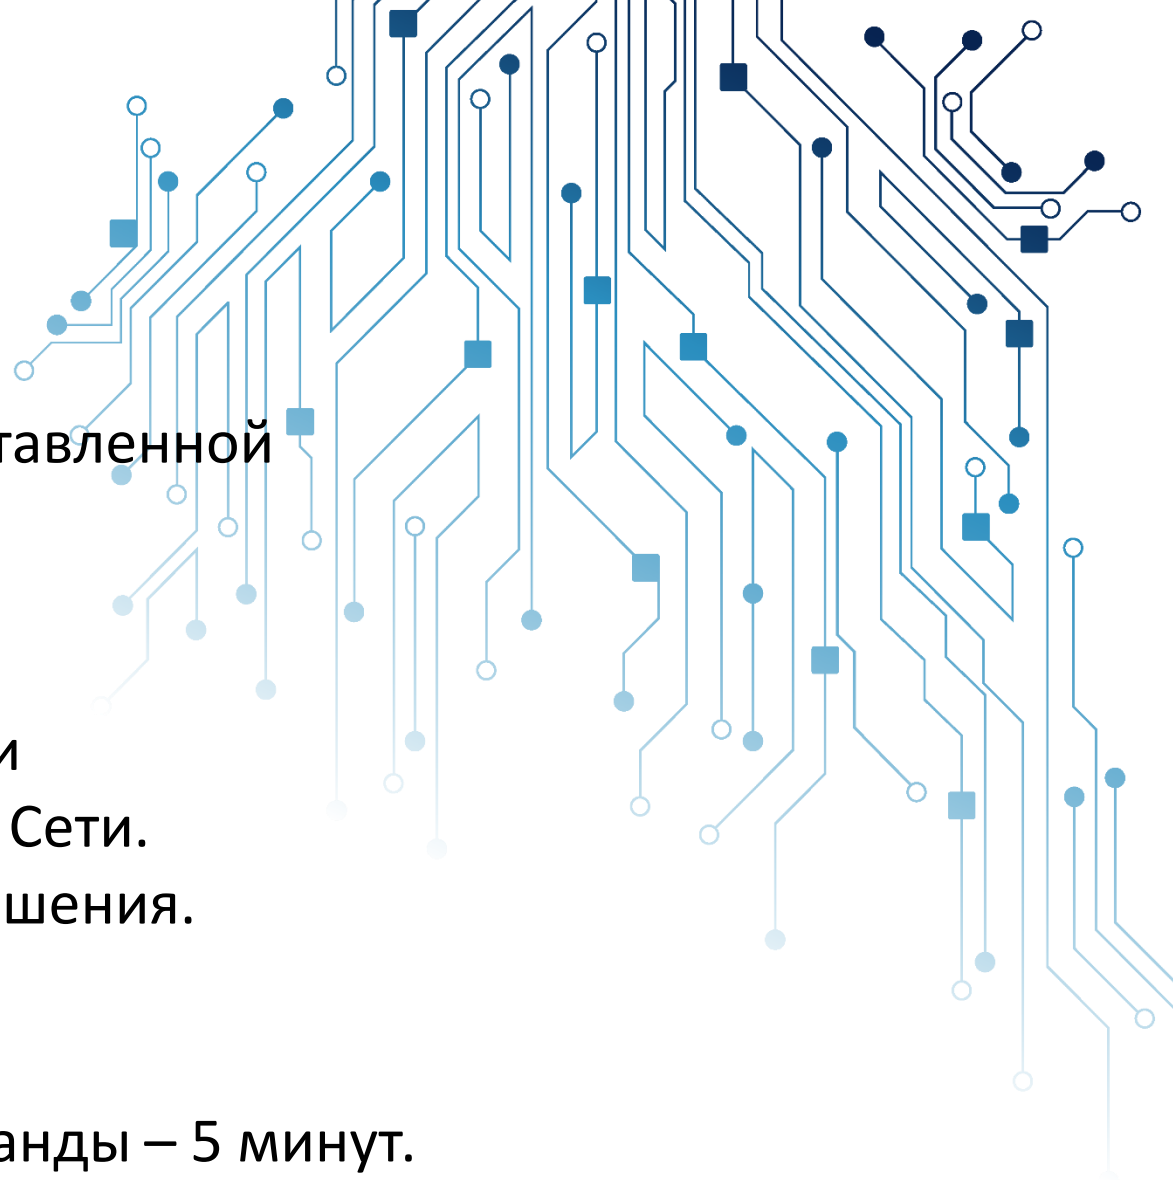 тавленной
и
Сети.
шения.
анды – 5 минут.